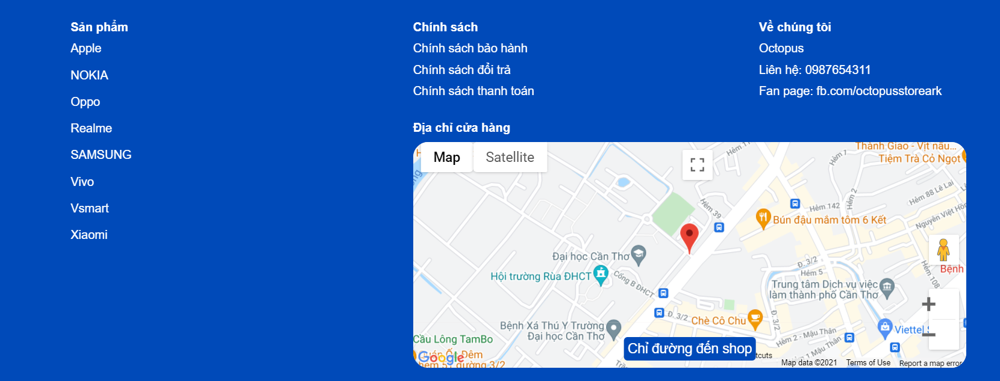 Sản phẩm
Apple
NOKIA
Oppo
Realme
SAMSUNG
Vivo
Vsmart
Xiaomi
Chính sách
Chính sách bảo hành
Chính sách đổi trả
Chính sách thanh toán
Về chúng tôi
Octopus
Liên hệ: 0987654311
Fan page: fb.com/octopusstoreark
Địa chỉ cửa hàng
Map
Satellite
Hẻm 11
Hẻm 1
Thánh Giao - Vịt nấu...
Tiệm Trà Cỏ Ngọt
Hẻm 88 Lê Lai
Hẻm 2
Hẻm 142
Hẻm 39
Nguyễn Việt Hồn
Bún đậu mắm tôm 6 Kết
Đại học Cần Thơ
Hội trường Rùa ĐHCT
Cổng B ĐHCT
Đ. 3/2
Hẻm 5
Hẻm 108
Bệnh
Trung tâm Dịch vụ việc
làm thành phố Cần Thơ
Đ. 3/2
Đ. 3/2
Chè Cô Chu
Bệnh Xá Thú Y Trường
Đại học Cần Thơ
Viettel
Hẻm 2 - Mậu Thân
Hẻm 1 Mậu Thân
Cầu Lông TamBo
Đêm
hẻm 51 đường 3/2
Google
Chỉ đường đến shop
tcuts
Map data ©2021
Terms of Use
Report a map error